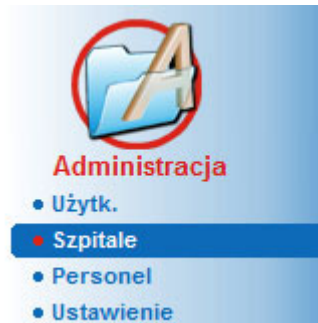 Administracja
Użytk.
Szpitale
Personel
Ustawienie